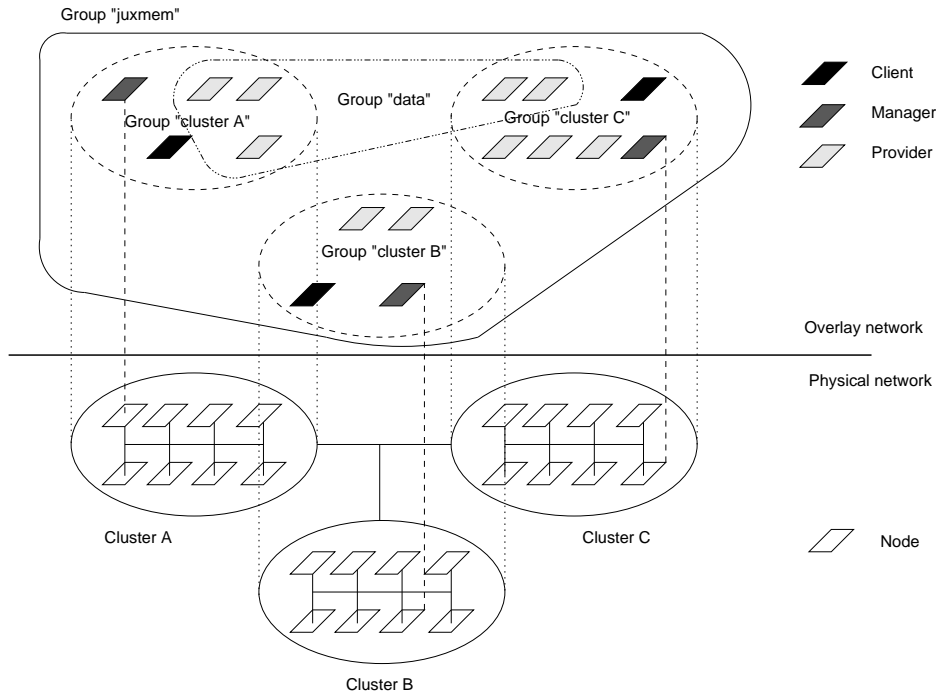 Group "juxmem"
Client
Group "data"
Group "cluster A"
Group "cluster C"
Manager
Provider
Group "cluster B"
Overlay network
Physical network
Cluster A
Cluster C
Node
Cluster B